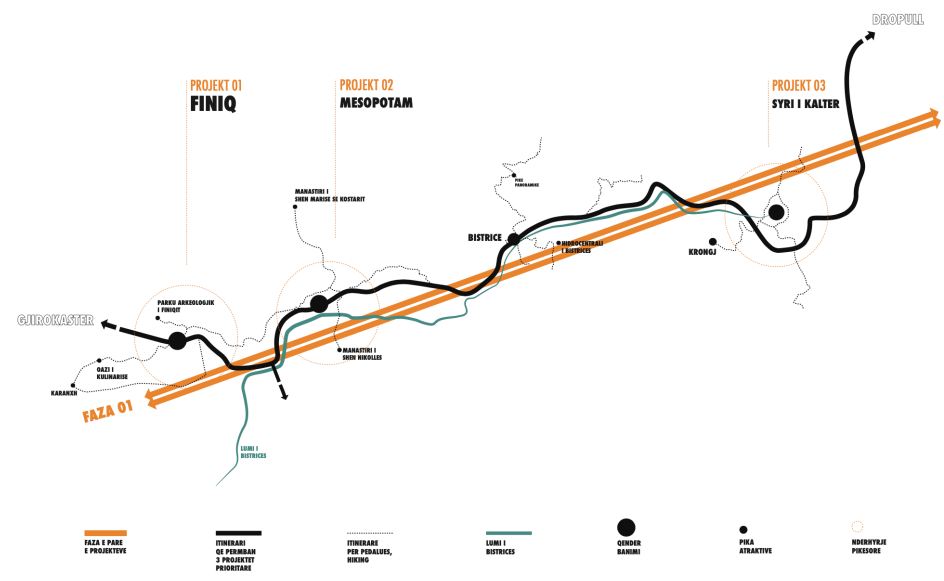 DROPULL
PROJEKT 01
FINIQ
PROJEKT 02
MESOPOTAM
PROJEKT 03
SYRI I KALTER
PIKE
PANORAMIKE
MANASTIRI I
SHEN MARISE SE KOSTARIT
BISTRICE
HIDROCENTRALI
I BISTRICES
KRONGJ
PARKU ARKEOLOGJIK
I FINIQIT
GJIROKASTER
MANASTIRI I
SHEN NIKOLLES
OAZI I
KULINARISE
KARANXH
FAZA 01
LUMI I
BISTRICES
FAZA E PARE
E PROJEKTEVE
ITINERARI
QE PERMBAN
3 PROJEKTET
PRIORITARE
ITINERARE
PER PEDALUES,
HIKING
LUMI I
BISTRICES
QENDER
BANIMI
PIKA
ATRAKTIVE
NDERHYRJE
PIKESORE